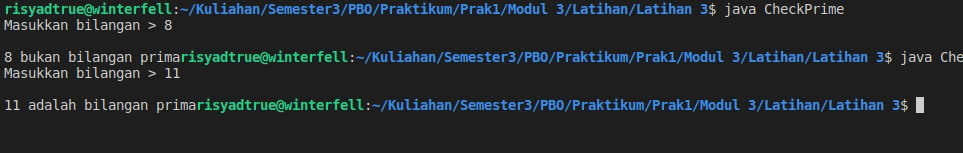 risyadtrue@winterfell:~/Kuliahan/Semester3/PBO/Praktikum/Prak1/Modul 3/Latihan/Latihan 3$ java CheckPrime
Masukkan bilangan > 8
8 bukan bilangan primarisyadtrue@winterfell:~/Kuliahan/Semester3/PBO/Praktikum/Prak1/Modul 3/Latihan/Latihan 3$ java Che
Masukkan bilangan > 11
11 adalah bilangan primarisyadtrue@winterfell:~/Kuliahan/Semester3/PBO/Praktikum/Prak1/Modul 3/Latihan/Latihan 3$